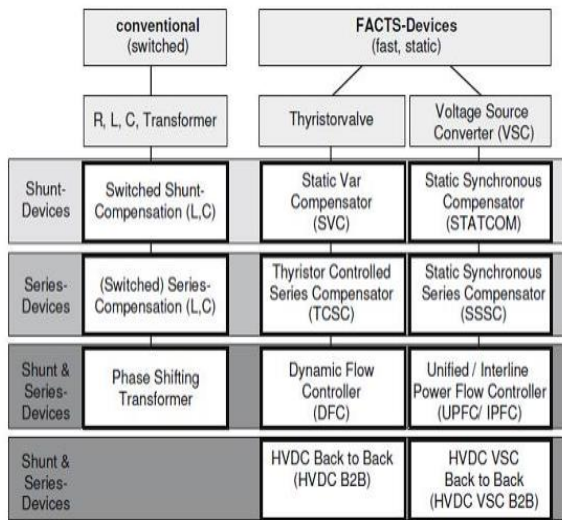 conventional
(switched)
FACTS-Devices
(fast, static)
R, L, C, Transformer
Thyristorvalve
Voltage Source
Converter (VSC)
Shunt-
Devices
Switched Shunt-
Compensation (L,C)
Static Var
Compensator
(SVC)
Static Synchronous
Compensator
(STATCOM)
Series-
Devices
(Switched) Series-
Compensation (L,C)
Thyristor Controlled
Series Compensator
(TCSC)
Static Synchronous
Series Compensator
(SSSC)
Shunt &
Series-
Devices
Phase Shifting
Transformer
Dynamic Flow
Controller
(DFC)
Unified / Interline
Power Flow Controller
(UPFC/ IPFC)
Shunt &
Series-
Devices
HVDC Back to Back
(HVDC B2B)
HVDC VSC
Back to Back
(HVDC VSC B2B)